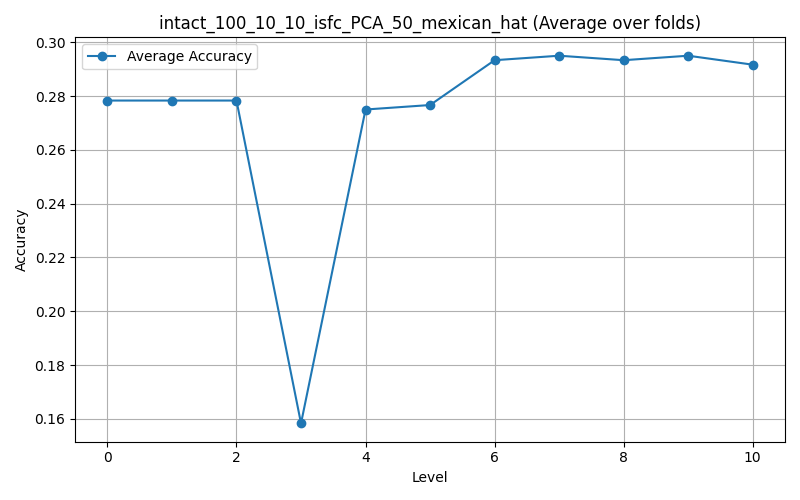 intact_100_10_10_isfc_PCA_50_mexican_hat (Average over folds)
Average Accuracy
0.30
0.28
0.26
0.24
0.22
0.20
0.18
0.16
Accuracy
0 2 4 6 8 10
Level